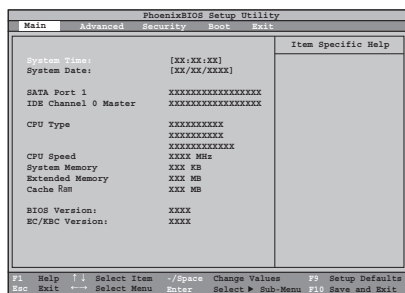 PhoenixBIOS Setup Utility
Main Advanced Security Boot Exit
Item Specific Help
System Time: [XX:XX:XX]
System Date: [XX/XX/XXXX]
SATA Port 1 XXXXXXXXXXXXXXXXX
IDE Channel 0 Master XXXXXXXXXXXXXXXXX
CPU Type XXXXXXXXXX
XXXXXXXXXX
XXXXXXXXXXXX
CPU Speed XXXX MHz
System Memory XXX KB
Extended Memory XXX MB
Cache Ram XXX MB
BIOS Version: XXXX
EC/KBC Version: XXXX
F1 Help ↑↓ Select Item -/Space Change Values F9 Setup Defaults
Esc Exit ←→ Select Menu Enter Select ▶ Sub-Menu F10 Save and Exit